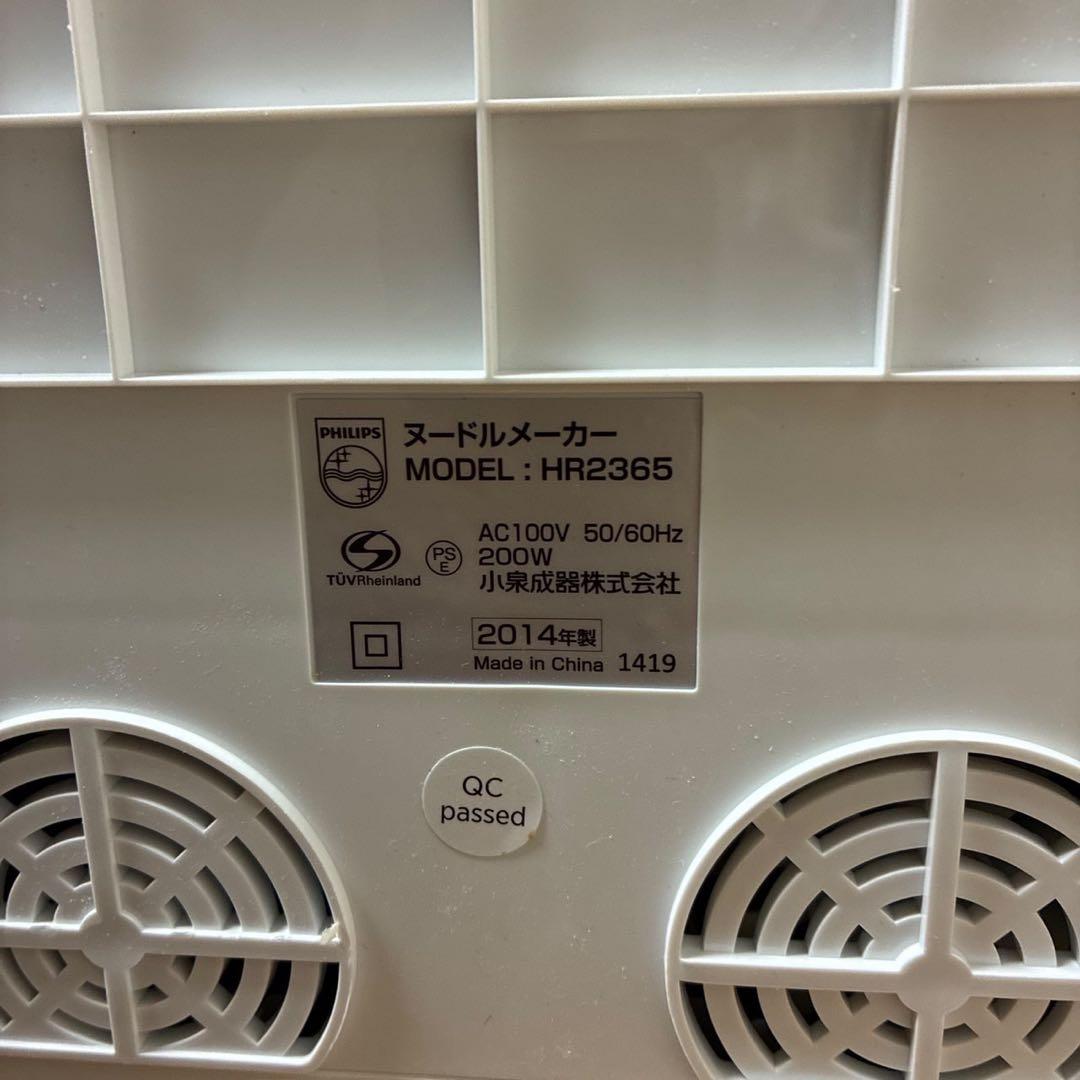 PHILIPS
ヌードルメーカー
MODEL : HR2365
AC100V 50/60Hz
200W
小泉成器株式会社
TÜVRheinland
PS
E
2014年製
Made in China 1419
QC
passed